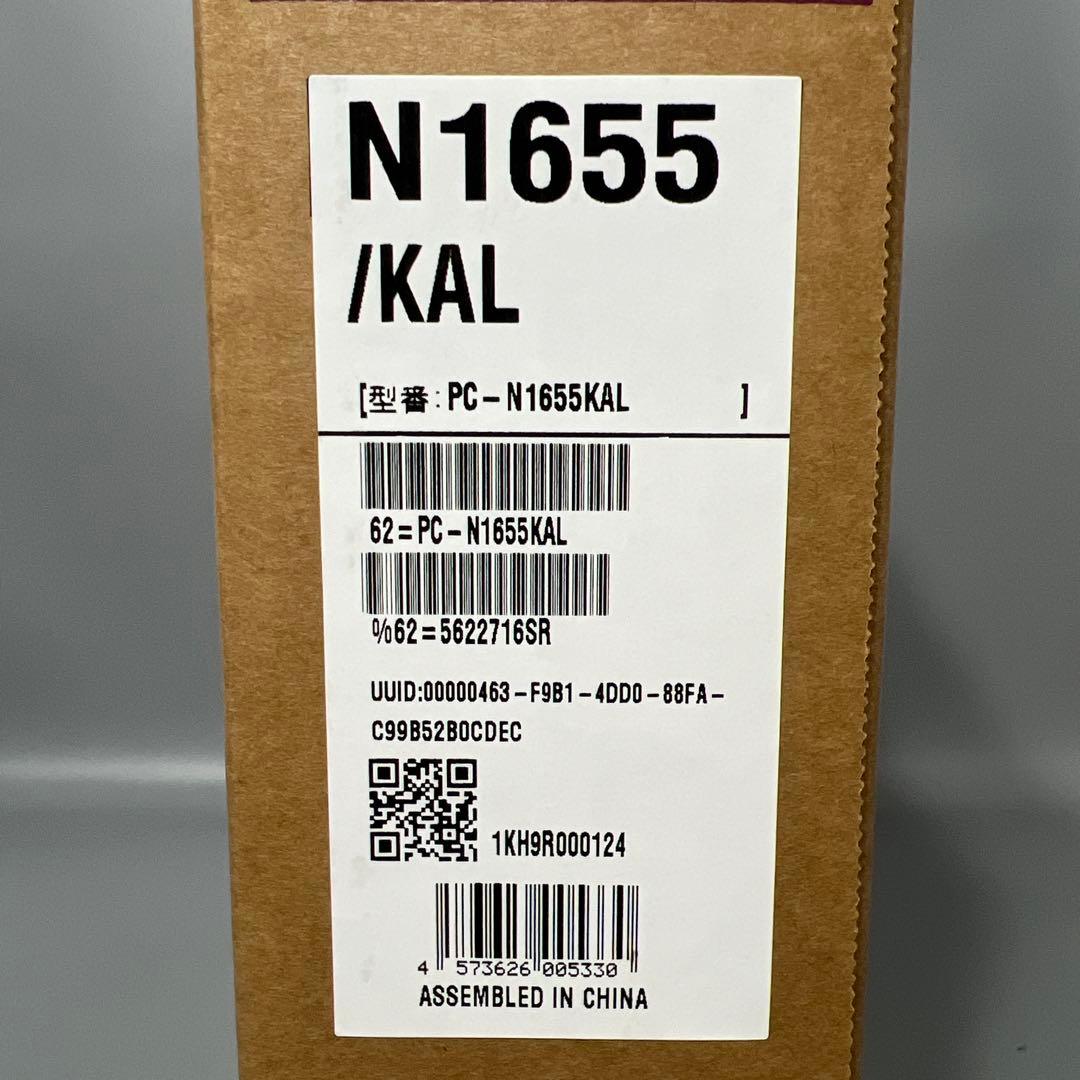 N1655
/KAL
[型番:PC-N1655KAL ]
62=PC-N1655KAL
%62=5622716SR
UUID:00000463-F9B1-4DD0-88FA-
C99B52B0CDEC
1KH9R000124
4 573626 005330
ASSEMBLED IN CHINA